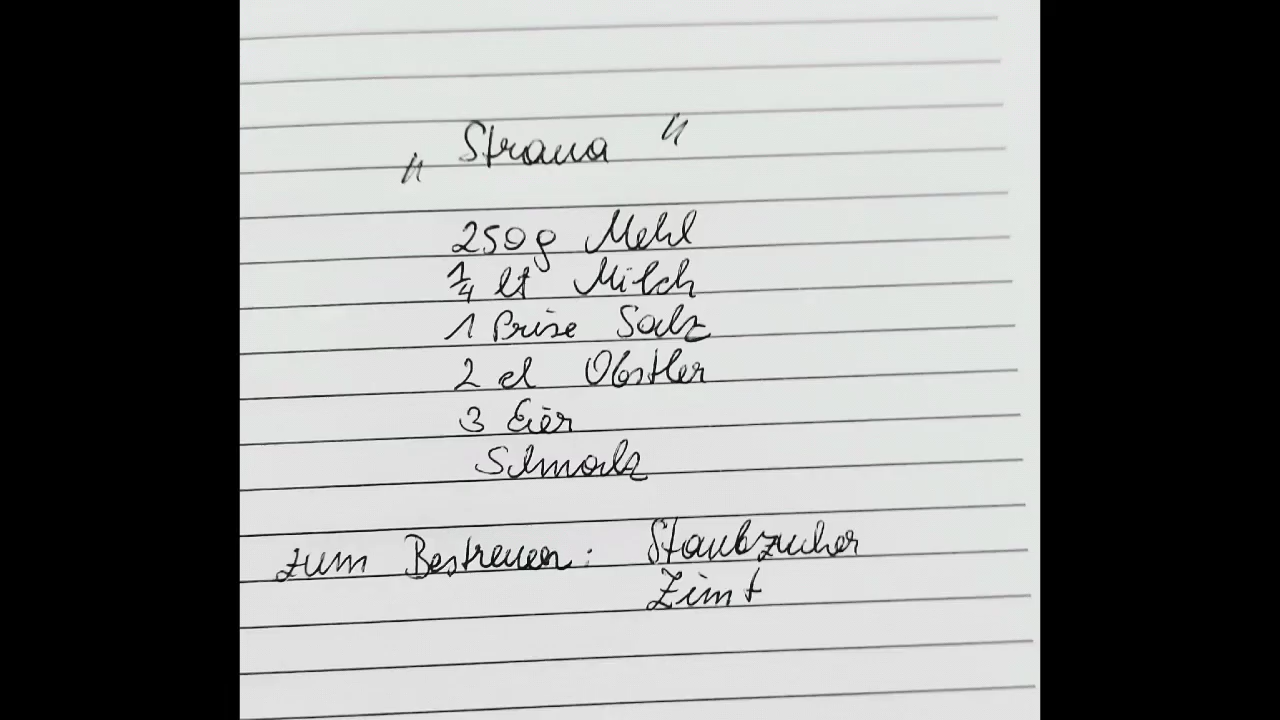 „Straua"
250g Mehl
1/4 lt Milch
1 Prise Salz
2 el Obstler
3 Eier
Schmalz
zum Bestreuen: Staubzucker
Zimt